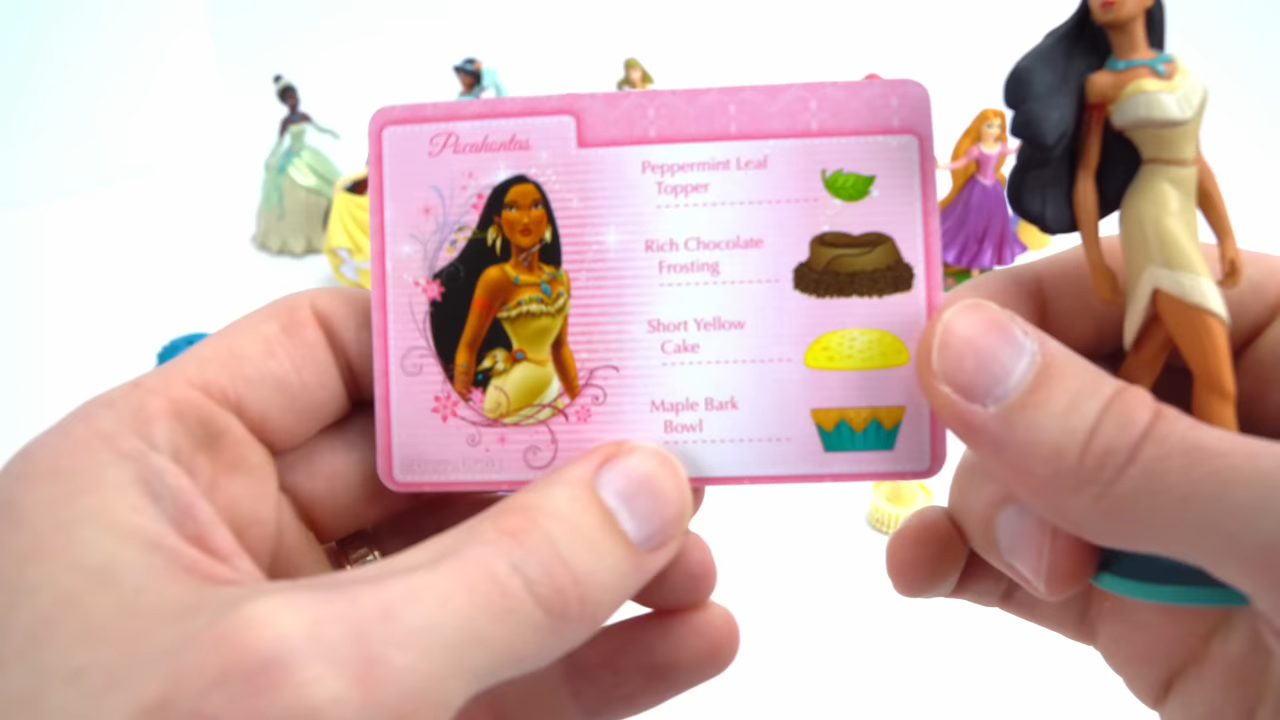 Pocahontas
Peppermint Leaf
Topper
Rich Chocolate
Frosting
Short Yellow
Cake
Maple Bark
Bowl